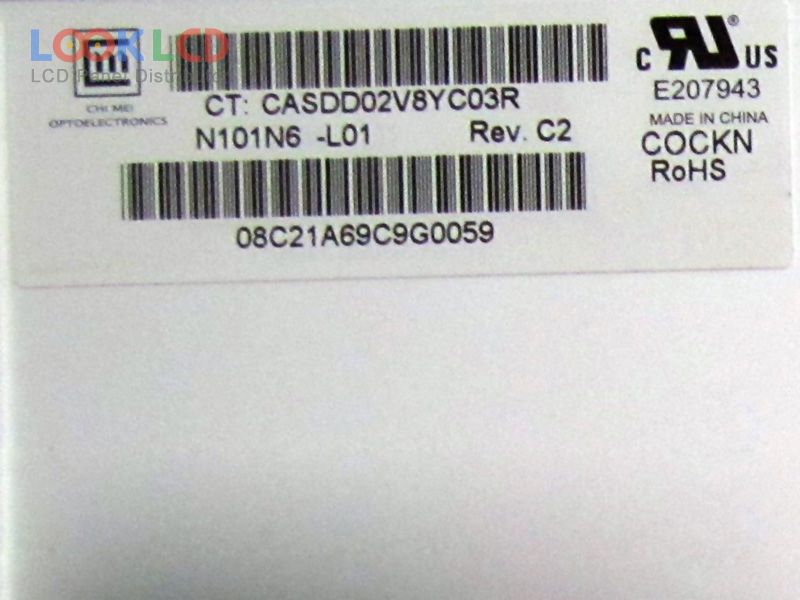 LOOK LCD
LCD Panel Distributor
CHI MEI
OPTOELECTRONICS
CT: CASDD02V8YC03R
N101N6 -L01 Rev. C2
08C21A69C9G0059
C RU® US
E207943
MADE IN CHINA
COCKN
RoHS